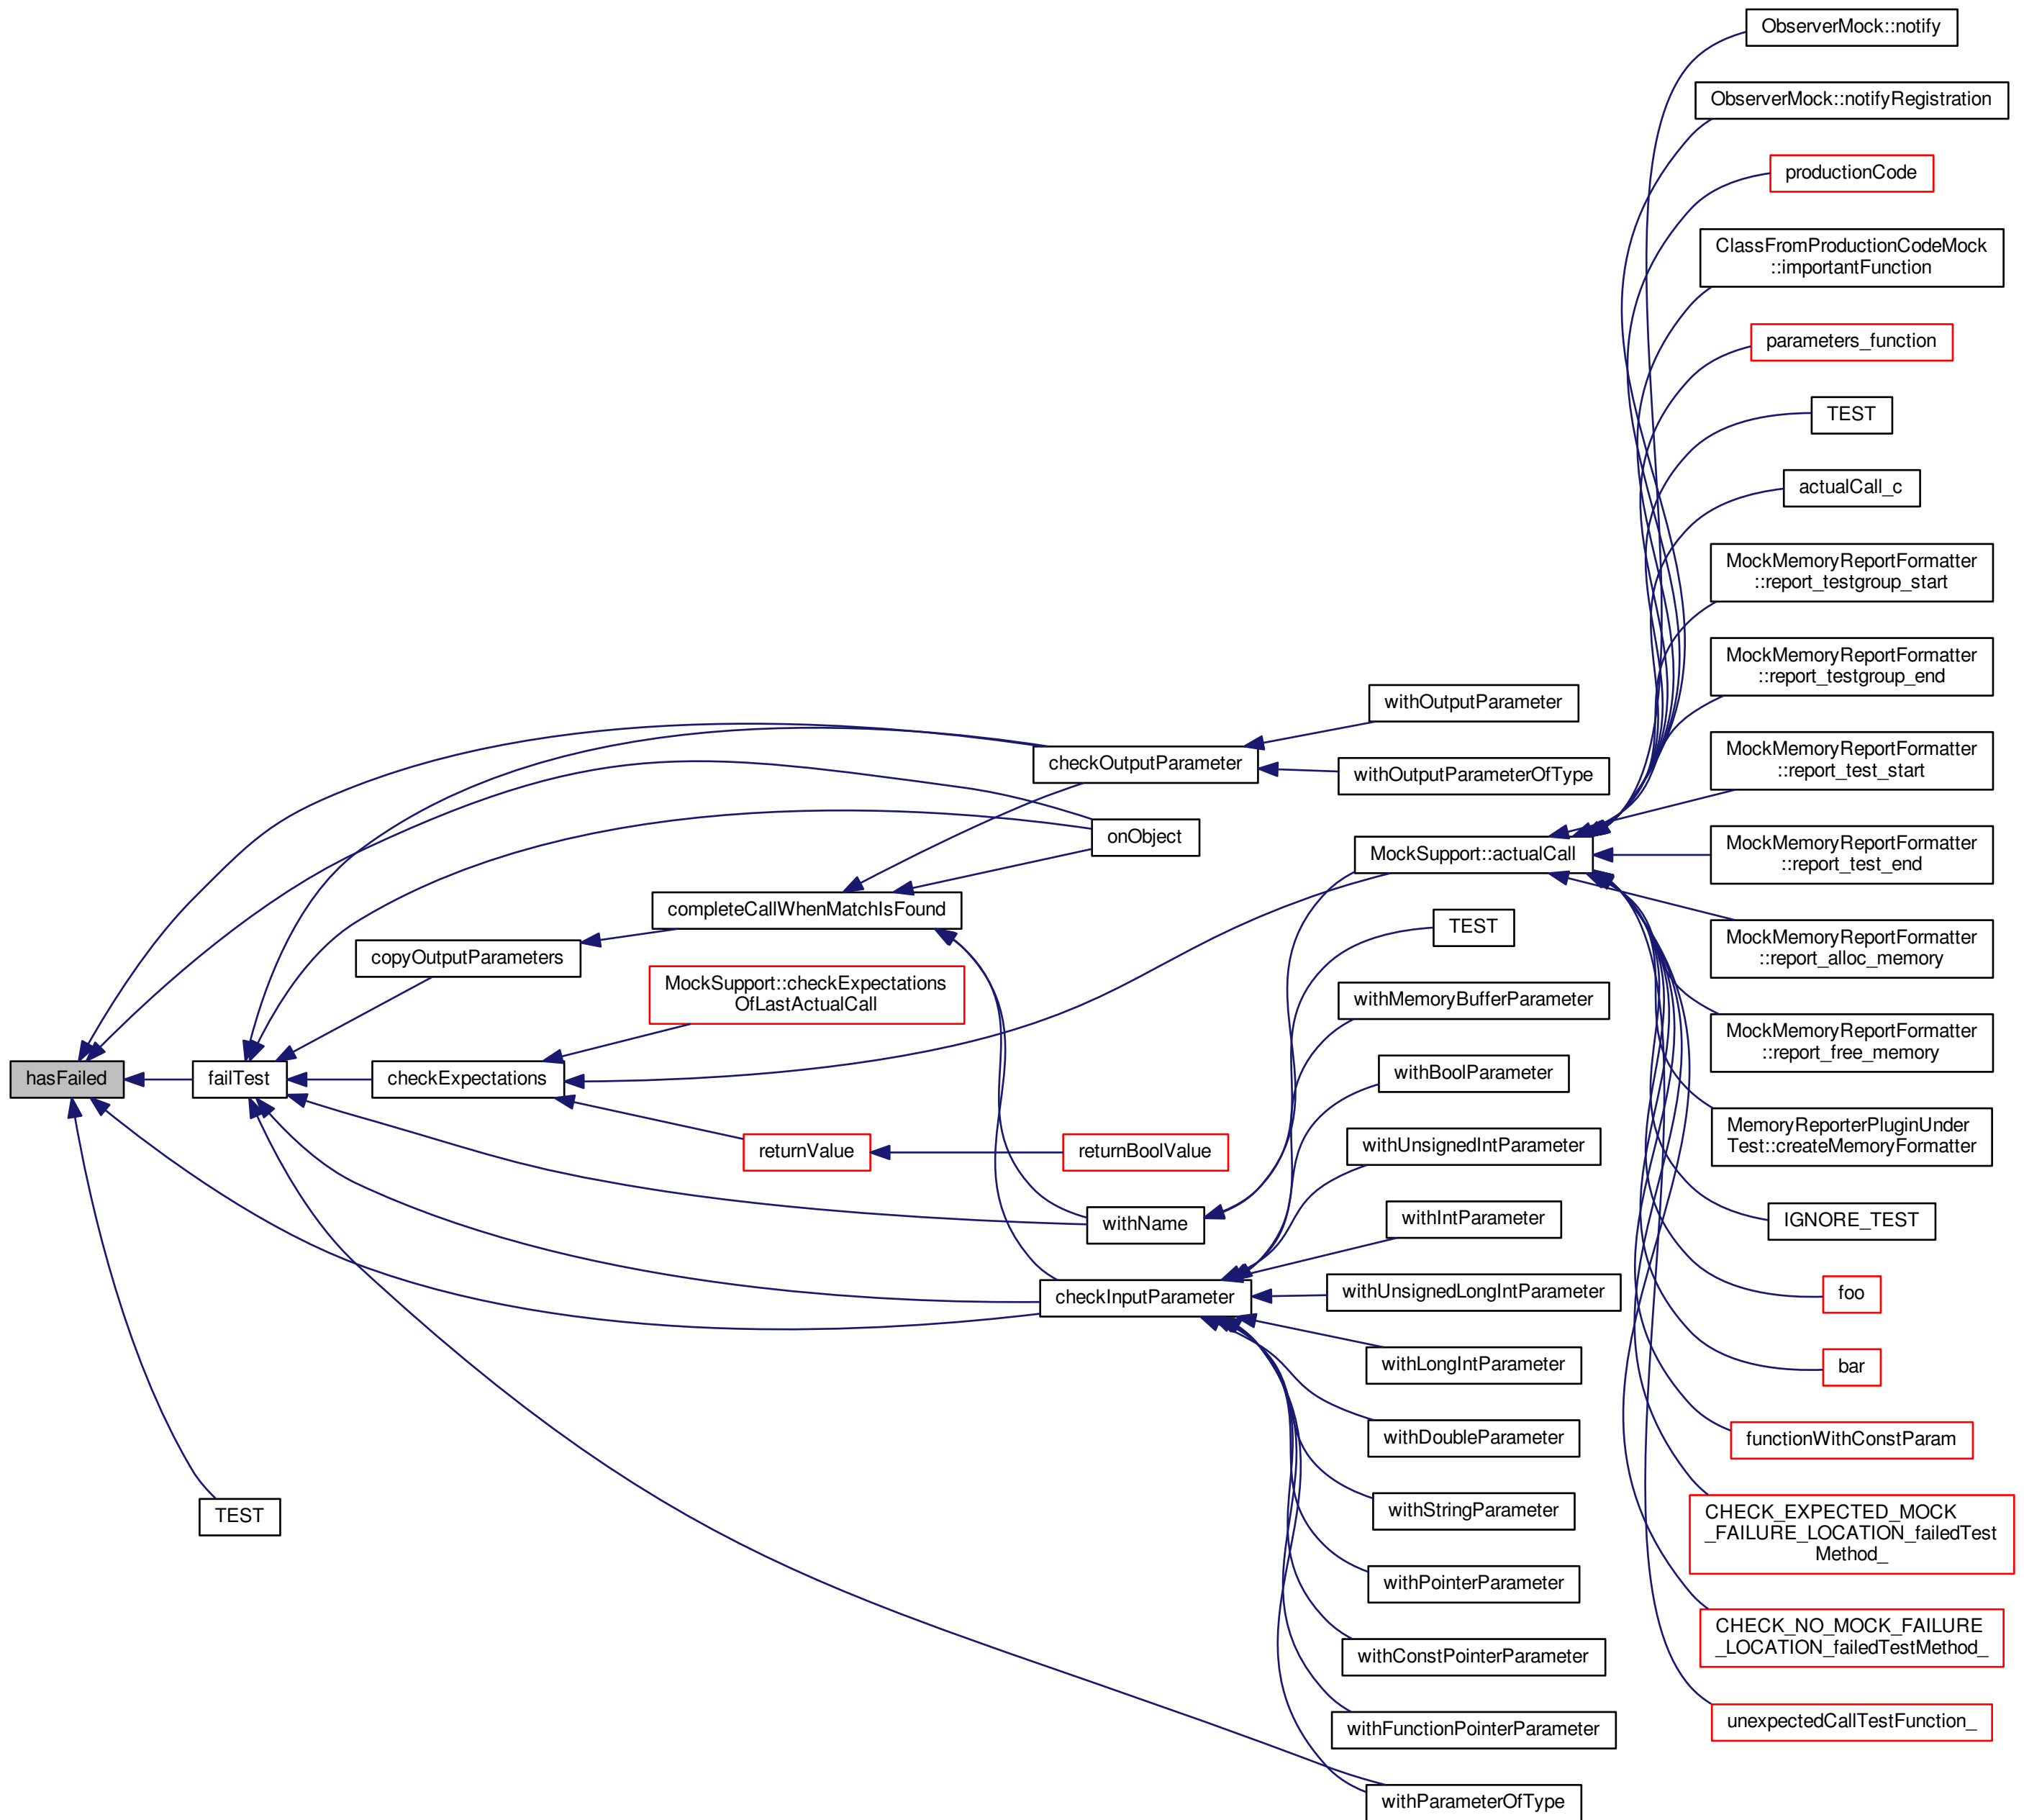 ObserverMock::notify
ObserverMock::notifyRegistration
productionCode
ClassFromProductionCodeMock
::importantFunction
parameters_function
TEST
actualCall_c
MockMemoryReportFormatter
::report_testgroup_start
MockMemoryReportFormatter
::report_testgroup_end
MockMemoryReportFormatter
::report_test_start
MockMemoryReportFormatter
::report_test_end
MockMemoryReportFormatter
::report_alloc_memory
MockMemoryReportFormatter
::report_free_memory
MemoryReporterPluginUnder
Test::createMemoryFormatter
IGNORE_TEST
foo
bar
functionWithConstParam
CHECK_EXPECTED_MOCK
_FAILURE_LOCATION_failedTest
Method_
CHECK_NO_MOCK_FAILURE
_LOCATION_failedTestMethod_
unexpectedCallTestFunction_
withOutputParameter
withOutputParameterOfType
MockSupport::actualCall
TEST
withMemoryBufferParameter
withBoolParameter
withUnsignedIntParameter
withIntParameter
withUnsignedLongIntParameter
withLongIntParameter
withDoubleParameter
withStringParameter
withPointerParameter
withConstPointerParameter
withFunctionPointerParameter
withParameterOfType
checkOutputParameter
onObject
returnBoolValue
withName
checkInputParameter
completeCallWhenMatchIsFound
MockSupport::checkExpectations
OfLastActualCall
returnValue
copyOutputParameters
checkExpectations
failTest
TEST
hasFailed